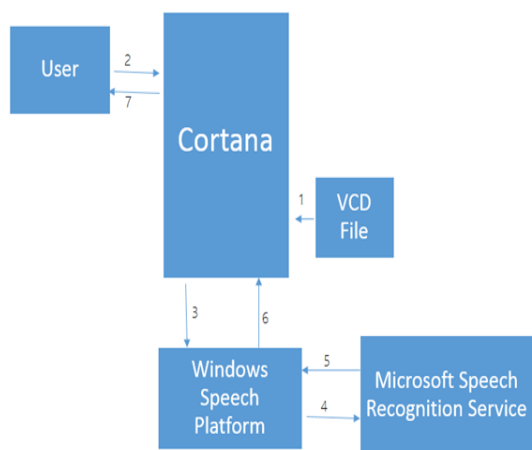 User
2
7
Cortana
1
VCD
File
3
6
Windows
Speech
Platform
5
4
Microsoft Speech
Recognition Service